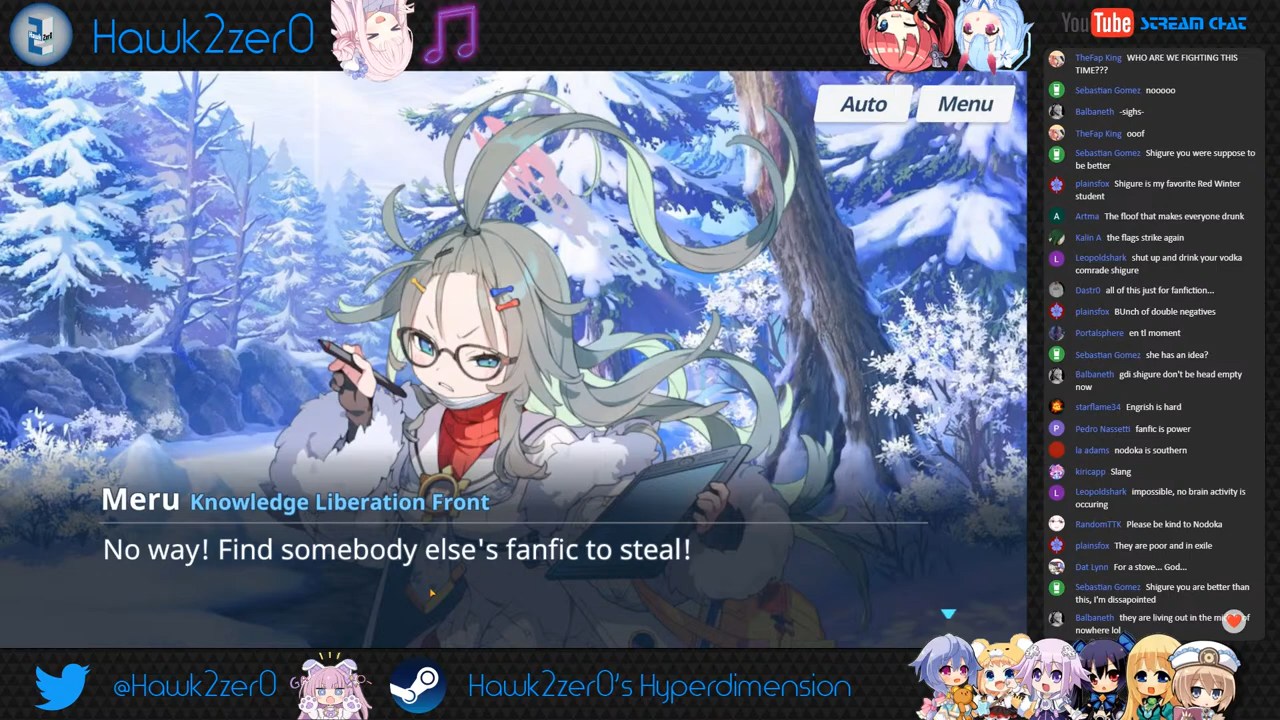 Hawk2zer0
YouTube STREAM CHAT
Auto
Menu
TheFap King WHO ARE WE FIGHTING THIS
TIME???
Sebastian Gomez nooooo
Balbaneth -sighs-
TheFap King ooof
Sebastian Gomez Shigure you were suppose to
be better
plainsfox Shigure is my favorite Red Winter
student
A
Artma The floof that makes everyone drunk
Kalin A the flags strike again
L
Leopoldshark shut up and drink your vodka
comrade shigure
Dastr0 all of this just for fanfiction...
plainsfox BUnch of double negatives
Portalsphere en tl moment
Sebastian Gomez she has an idea?
Balbaneth gdi shigure don't be head empty
now
starflame34 Engrish is hard
P
Pedro Nassetti fanfic is power
la adams nodoka is southern
kiricapp Slang
L
Leopoldshark impossible, no brain activity is
occuring
RandomTTK Please be kind to Nodoka
plainsfox They are poor and in exile
Dat Lynn For a stove... God...
Sebastian Gomez Shigure you are better than
this, I'm dissapointed
Balbaneth they are living out in the of
nowhere lol
Meru Knowledge Liberation Front
No way! Find somebody else's fanfic to steal!
@Hawk2zer0
Hawk2zer0's Hyperdimension